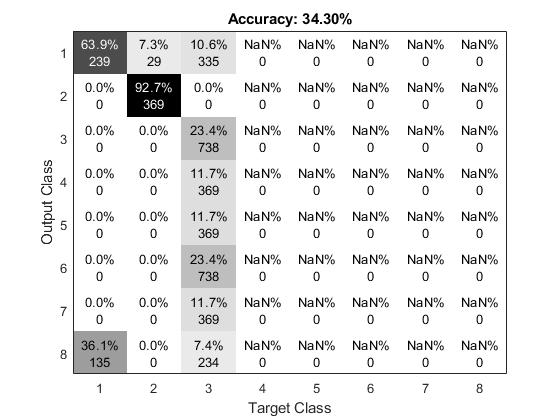 Accuracy: 34.30%
63.9% 7.3% 10.6% NaN% NaN% NaN% NaN% NaN%
1
239 29 335 0 0 0 0 0
0.0% 92.7% 0.0% NaN% NaN% NaN% NaN% NaN%
2
0 369 0 0 0 0 0 0
0.0% 0.0% 23.4% NaN% NaN% NaN% NaN% NaN%
3
0 0 738 0 0 0 0 0
0.0% 0.0% 11.7% NaN% NaN% NaN% NaN% NaN%
4
0 0 369 0 0 0 0 0
Output Class
0.0% 0.0% 11.7% NaN% NaN% NaN% NaN% NaN%
5
0 0 369 0 0 0 0 0
0.0% 0.0% 23.4% NaN% NaN% NaN% NaN% NaN%
6
0 0 738 0 0 0 0 0
0.0% 0.0% 11.7% NaN% NaN% NaN% NaN% NaN%
7
0 0 369 0 0 0 0 0
36.1% 0.0% 7.4% NaN% NaN% NaN% NaN% NaN%
8
135 0 234 0 0 0 0 0
1 2 3 4 5 6 7 8
Target Class